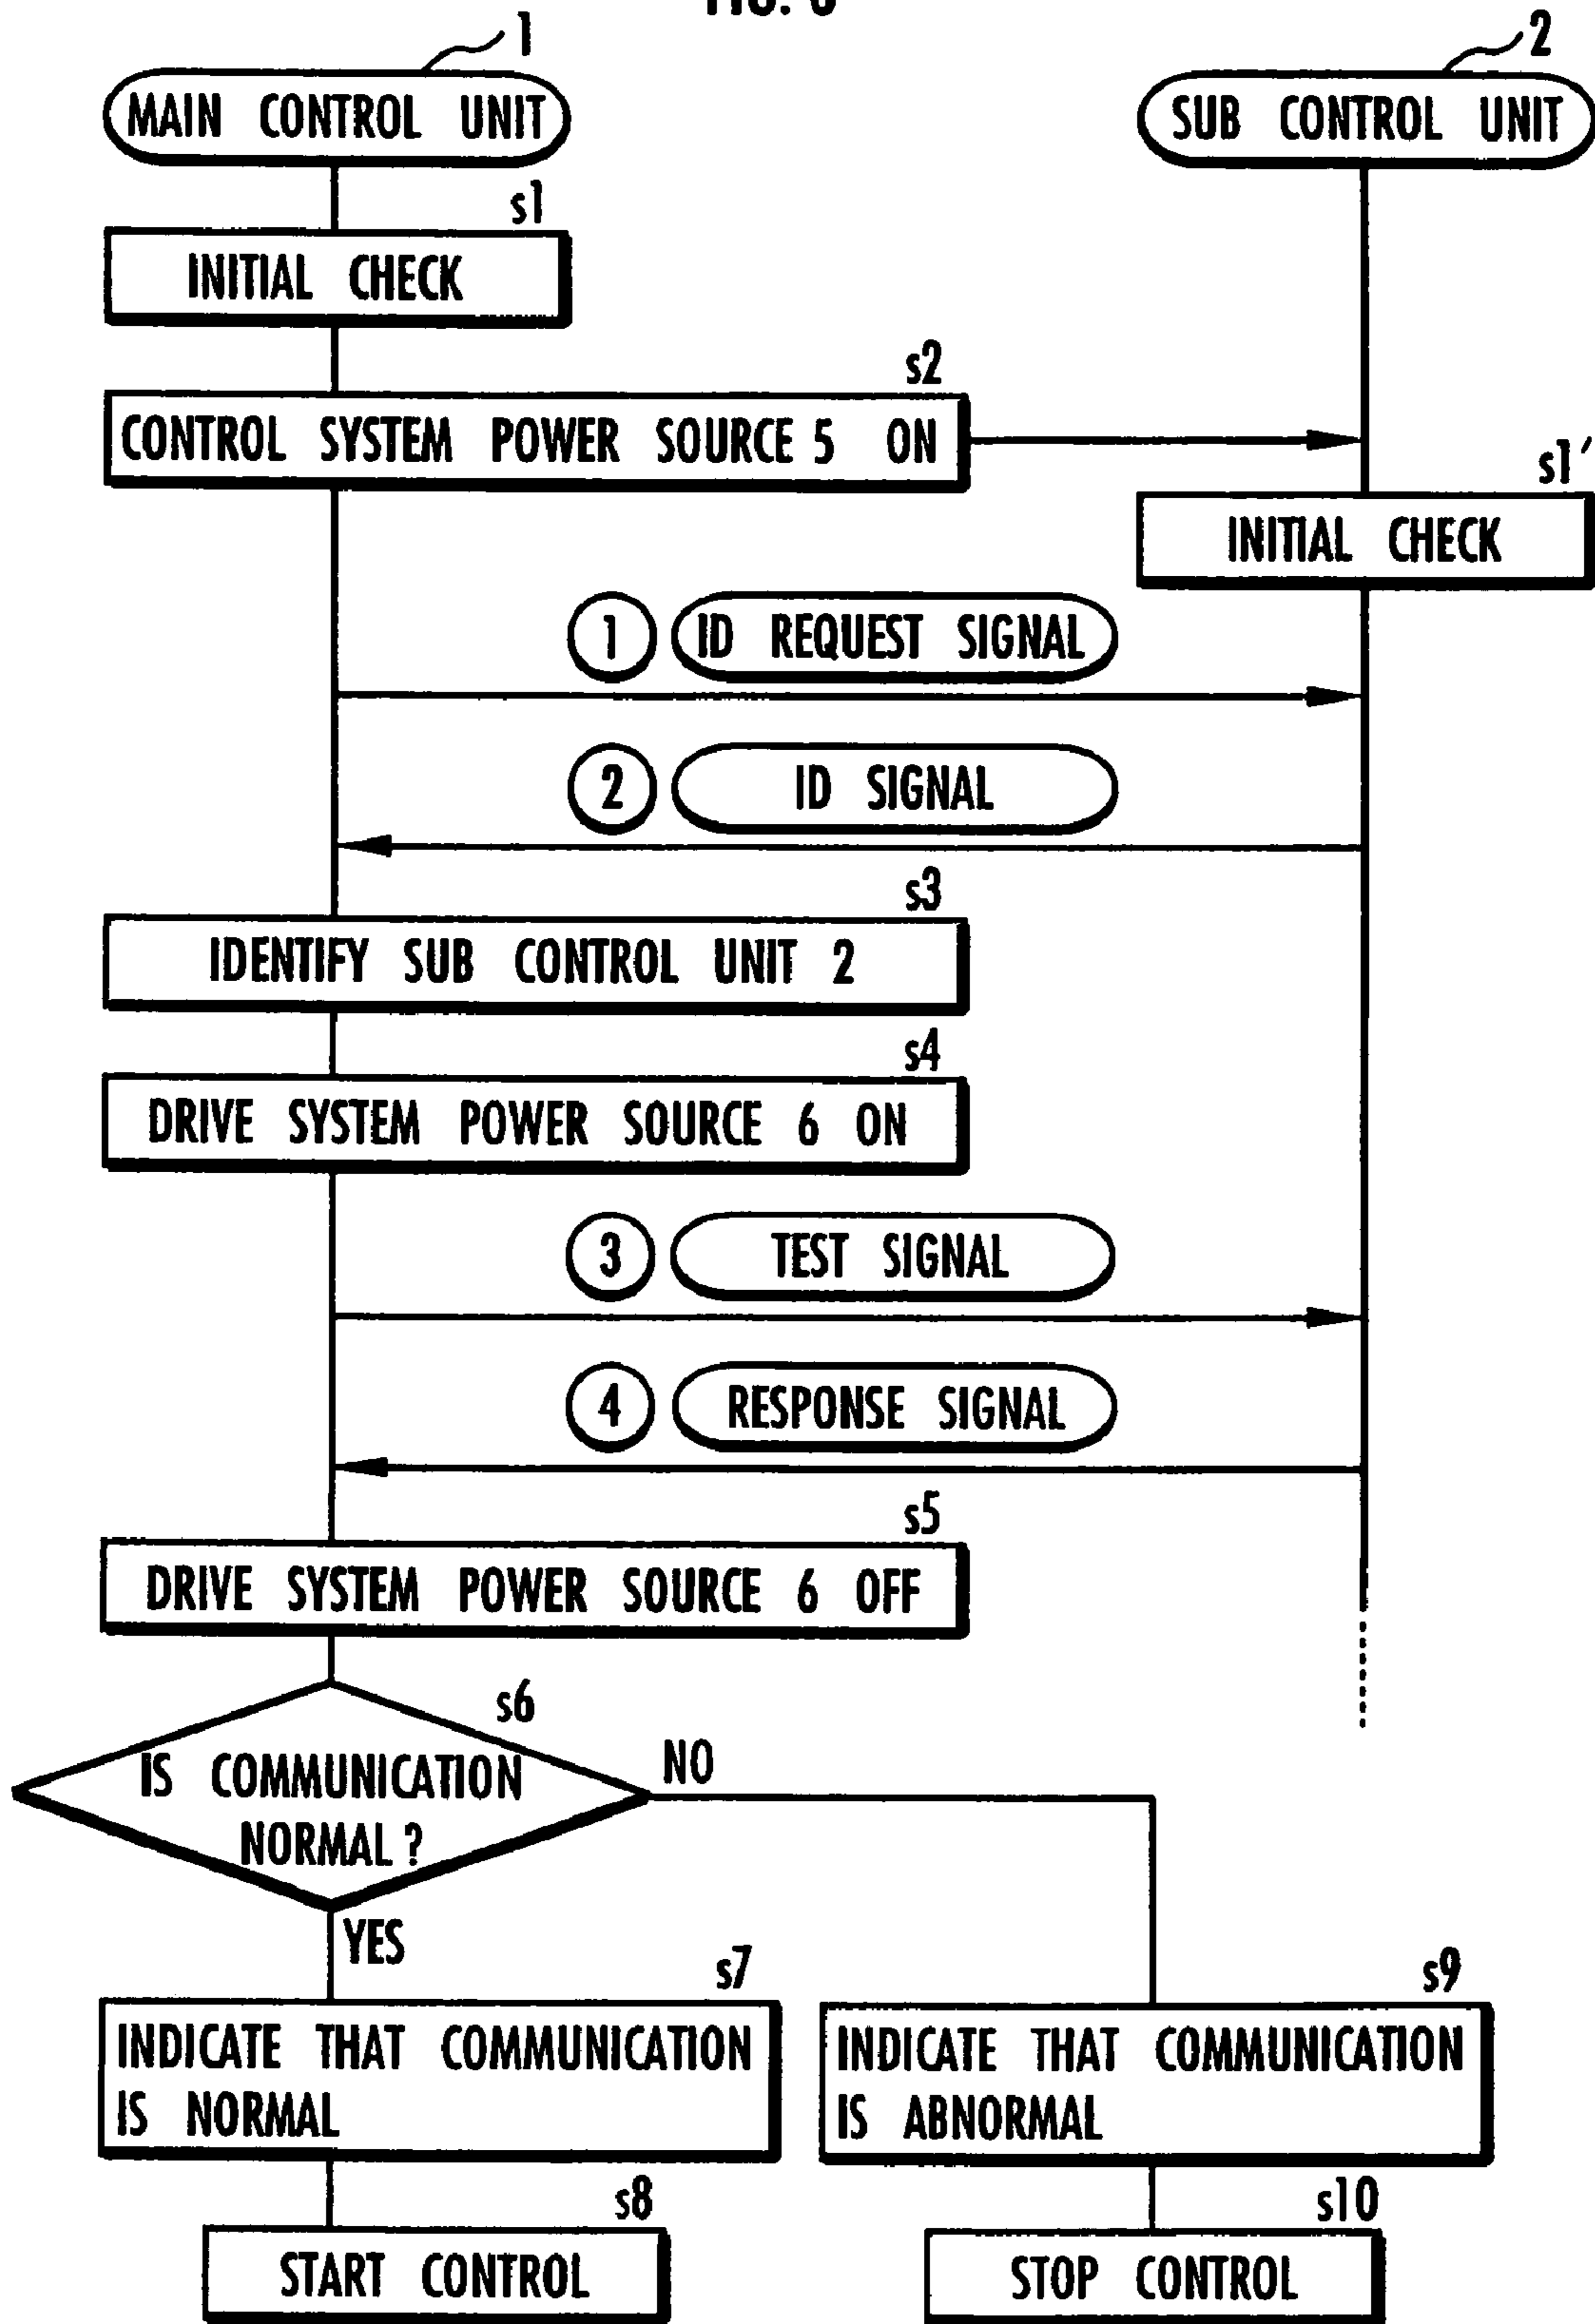 1
2
MAIN CONTROL UNIT
SUB CONTROL UNIT
s1
INITIAL CHECK
s2
CONTROL SYSTEM POWER SOURCE 5 ON
s1'
INITIAL CHECK
1 ID REQUEST SIGNAL
2 ID SIGNAL
s3
IDENTIFY SUB CONTROL UNIT 2
s4
DRIVE SYSTEM POWER SOURCE 6 ON
3 TEST SIGNAL
4 RESPONSE SIGNAL
s5
DRIVE SYSTEM POWER SOURCE 6 OFF
s6
IS COMMUNICATION
NORMAL?
NO
YES
s7
INDICATE THAT COMMUNICATION
IS NORMAL
s9
INDICATE THAT COMMUNICATION
IS ABNORMAL
s8
START CONTROL
s10
STOP CONTROL